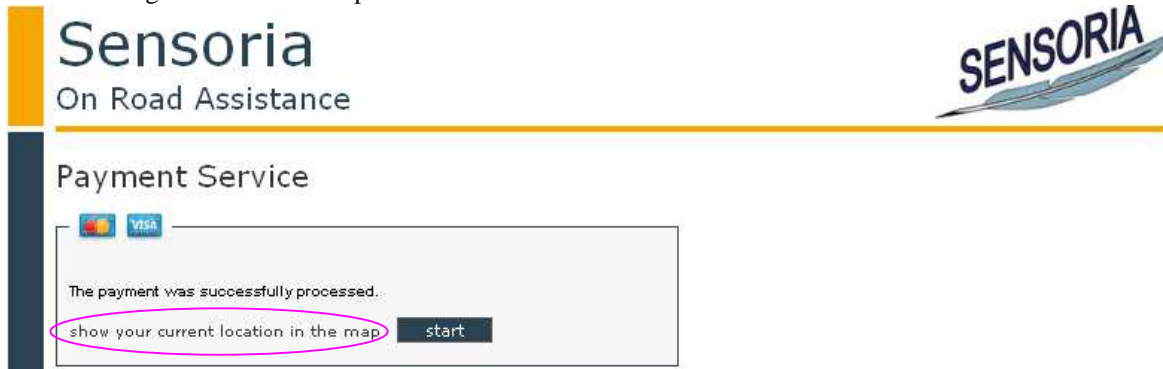 Sensoria
SENSORIA
On Road Assistance
Payment Service
VISA
The payment was successfully processed.
show your current location in the map start